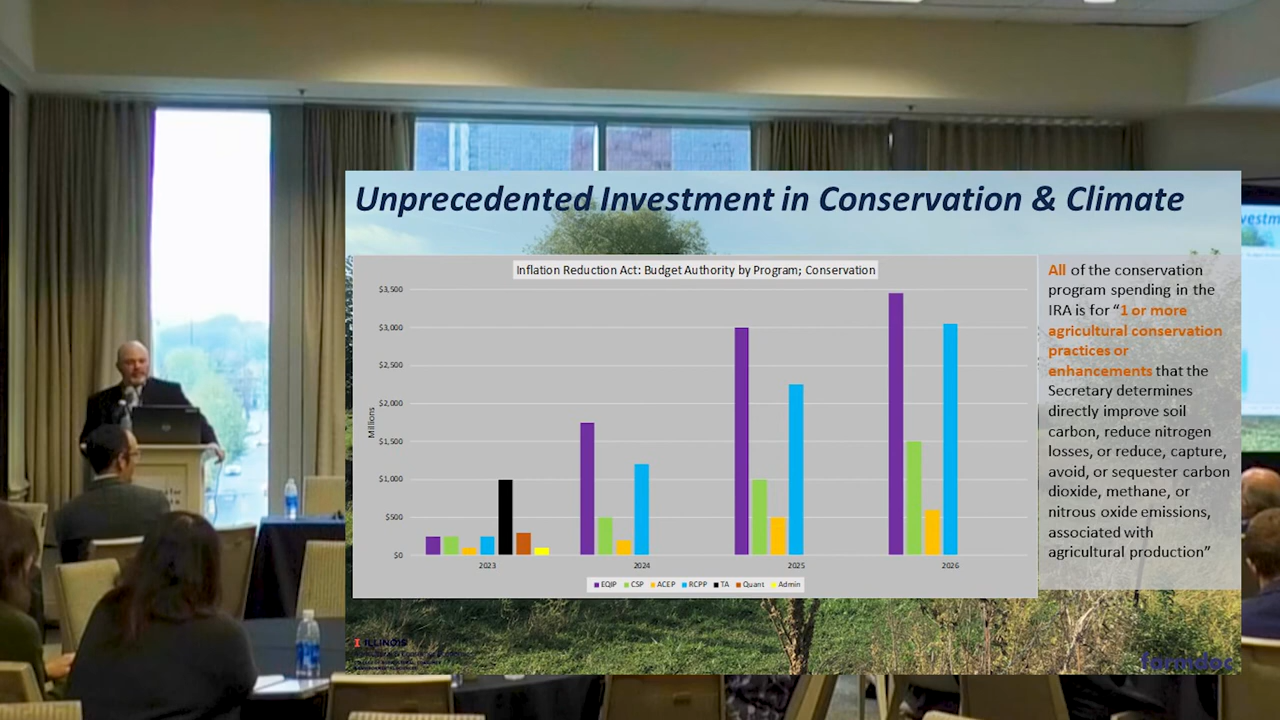 Unprecedented Investment in Conservation & Climate
Inflation Reduction Act: Budget Authority by Program; Conservation
Millions
$3,500
$3,000
$2,500
$2,000
$1,500
$1,000
$500
$0
2023 2024 2025 2026
EQIP CSP ACEP RCPP TA Quant Admin
All of the conservation
program spending in the
IRA is for “1 or more
agricultural conservation
practices or
enhancements that the
Secretary determines
directly improve soil
carbon, reduce nitrogen
losses, or reduce, capture,
avoid, or sequester carbon
dioxide, methane, or
nitrous oxide emissions,
associated with
agricultural production”
ILLINOIS
farmdoc